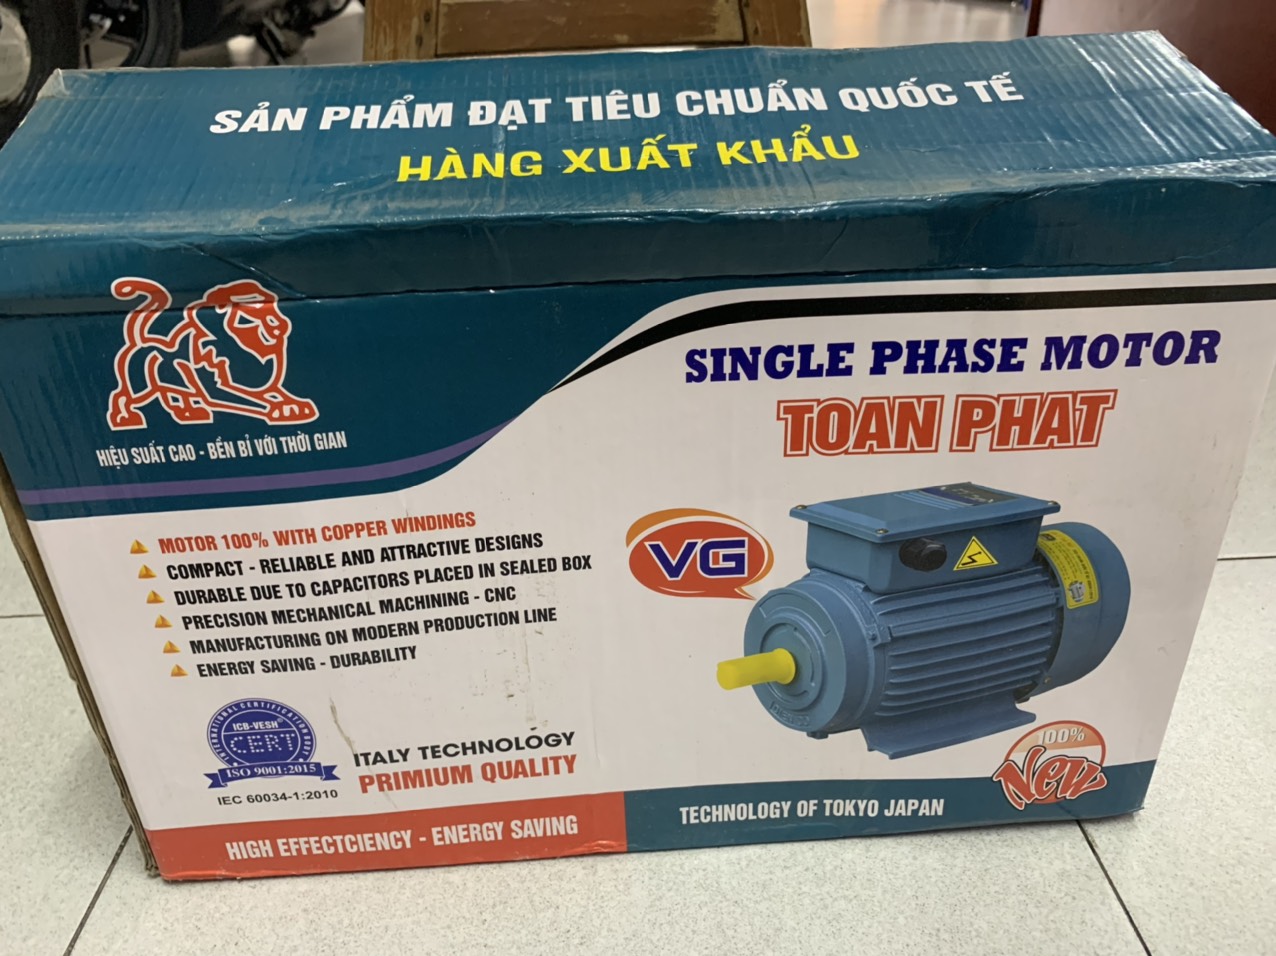 SẢN PHẨM ĐẠT TIÊU CHUẨN QUỐC TẾ
HÀNG XUẤT KHẨU
HIỆU SUẤT CAO - BỀN BỈ VỚI THỜI GIAN
SINGLE PHASE MOTOR
TOAN PHAT
MOTOR 100% WITH COPPER WINDINGS
COMPACT - RELIABLE AND ATTRACTIVE DESIGNS
DURABLE DUE TO CAPACITORS PLACED IN SEALED BOX
PRECISION MECHANICAL MACHINING - CNC
MANUFACTURING ON MODERN PRODUCTION LINE
ENERGY SAVING - DURABILITY
VG
INTERNATIONAL CERTIFICATION BODY
ICB-VESH
CERT
ISO 9001:2015
IEC 60034-1:2010
ITALY TECHNOLOGY
PRIMIUM QUALITY
100%
New
HIGH EFFECTCIENCY - ENERGY SAVING
TECHNOLOGY OF TOKYO JAPAN